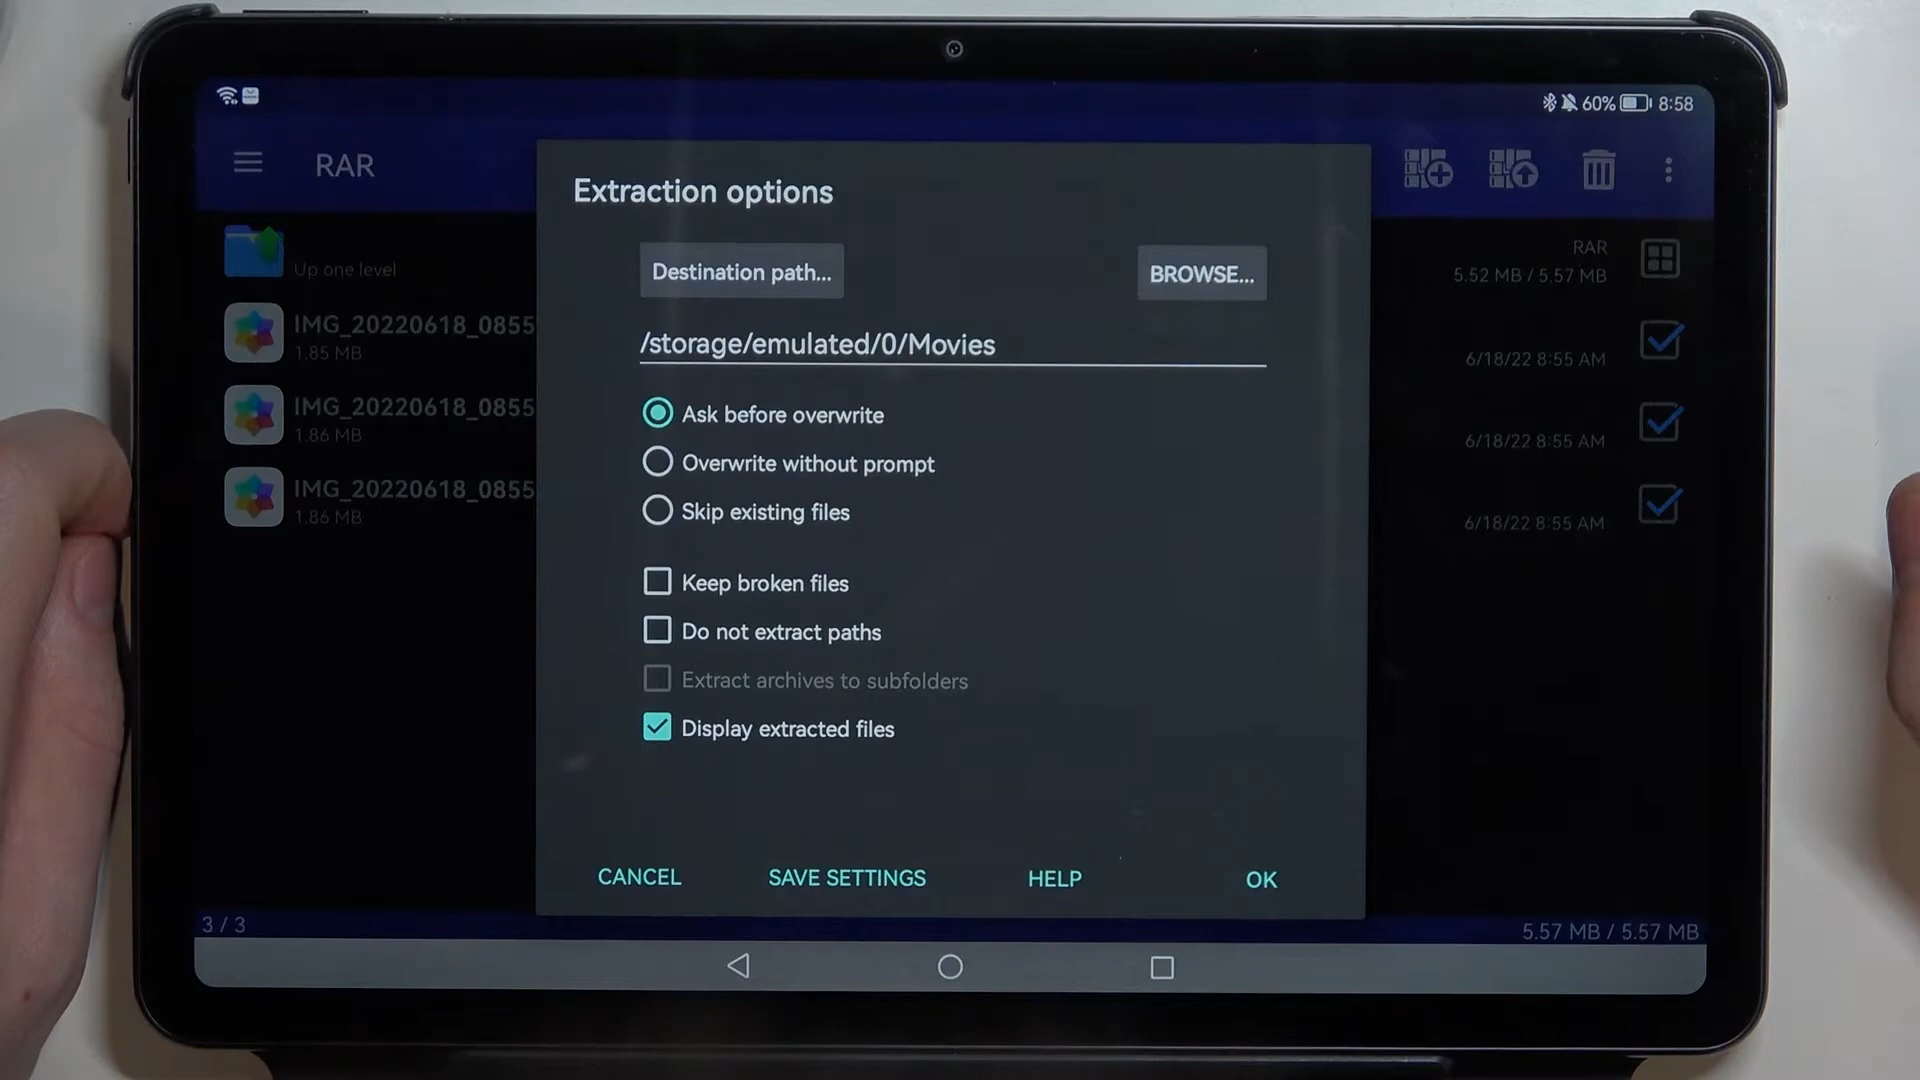 60% 8:58
RAR
Extraction options
Up one level
RAR
5.52 MB / 5.57 MB
Destination path...
BROWSE...
IMG_20220618_0855
1.85 MB
/storage/emulated/0/Movies
6/18/22 8:55 AM
IMG_20220618_0855
1.86 MB
Ask before overwrite
6/18/22 8:55 AM
Overwrite without prompt
IMG_20220618_0855
1.86 MB
Skip existing files
6/18/22 8:55 AM
Keep broken files
Do not extract paths
Extract archives to subfolders
Display extracted files
CANCEL
SAVE SETTINGS
HELP
OK
3 / 3
5.57 MB / 5.57 MB